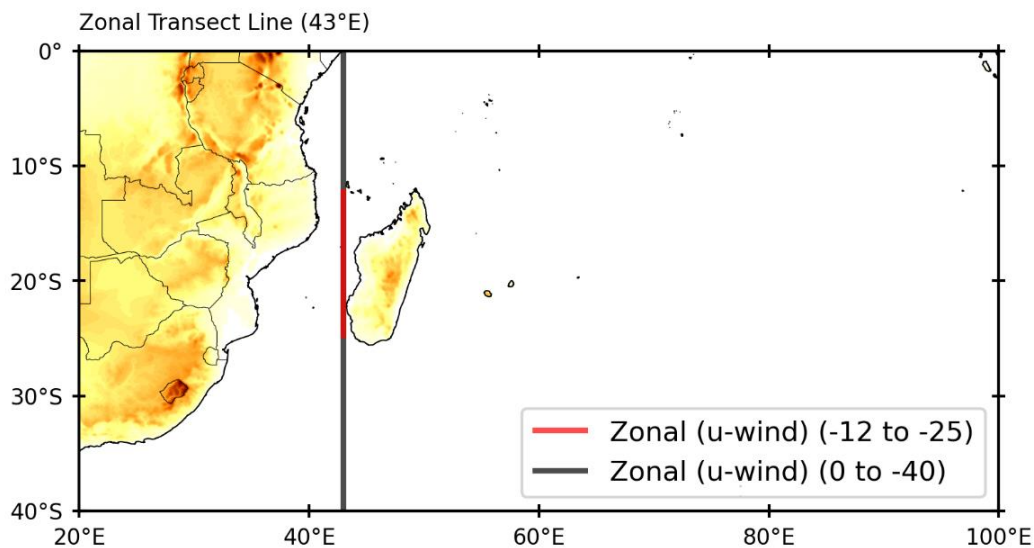 Zonal Transect Line (43°E)
0°
10°S
20°S
30°S
40°S
Zonal (u-wind) (-12 to -25)
Zonal (u-wind) (0 to -40)
20°E
40°E
60°E
80°E
100°E